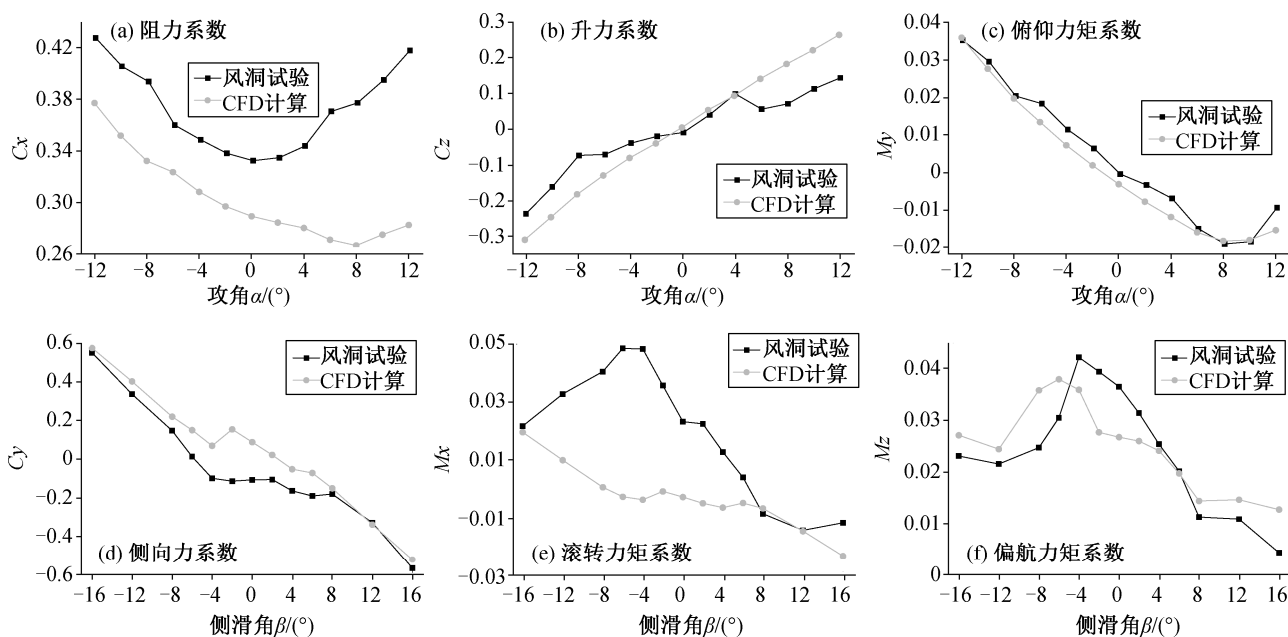 (a) 阻力系数
0.42
0.38
0.34
0.30
0.26
Cx
风洞试验
CFD计算
−12 −8 −4 0 4 8 12
攻角α/(°)
(b) 升力系数
0.3
0.2
0.1
0
−0.1
−0.2
−0.3
Cz
风洞试验
CFD计算
−12 −8 −4 0 4 8 12
攻角α/(°)
(c) 俯仰力矩系数
0.04
0.03
0.02
0.01
0
−0.01
−0.02
My
风洞试验
CFD计算
−12 −8 −4 0 4 8 12
攻角α/(°)
0.6
0.4
0.2
0
−0.2
−0.4
−0.6
Cy
风洞试验
CFD计算
(d) 侧向力系数
−16 −12 −8 −4 0 4 8 12 16
侧滑角β/(°)
0.05
0.03
0.01
−0.01
−0.03
Mx
风洞试验
CFD计算
(e) 滚转力矩系数
−16 −12 −8 −4 0 4 8 12 16
侧滑角β/(°)
0.05
0.04
0.03
0.02
0.01
0
Mz
风洞试验
CFD计算
(f) 偏航力矩系数
−16 −12 −8 −4 0 4 8 12 16
侧滑角β/(°)